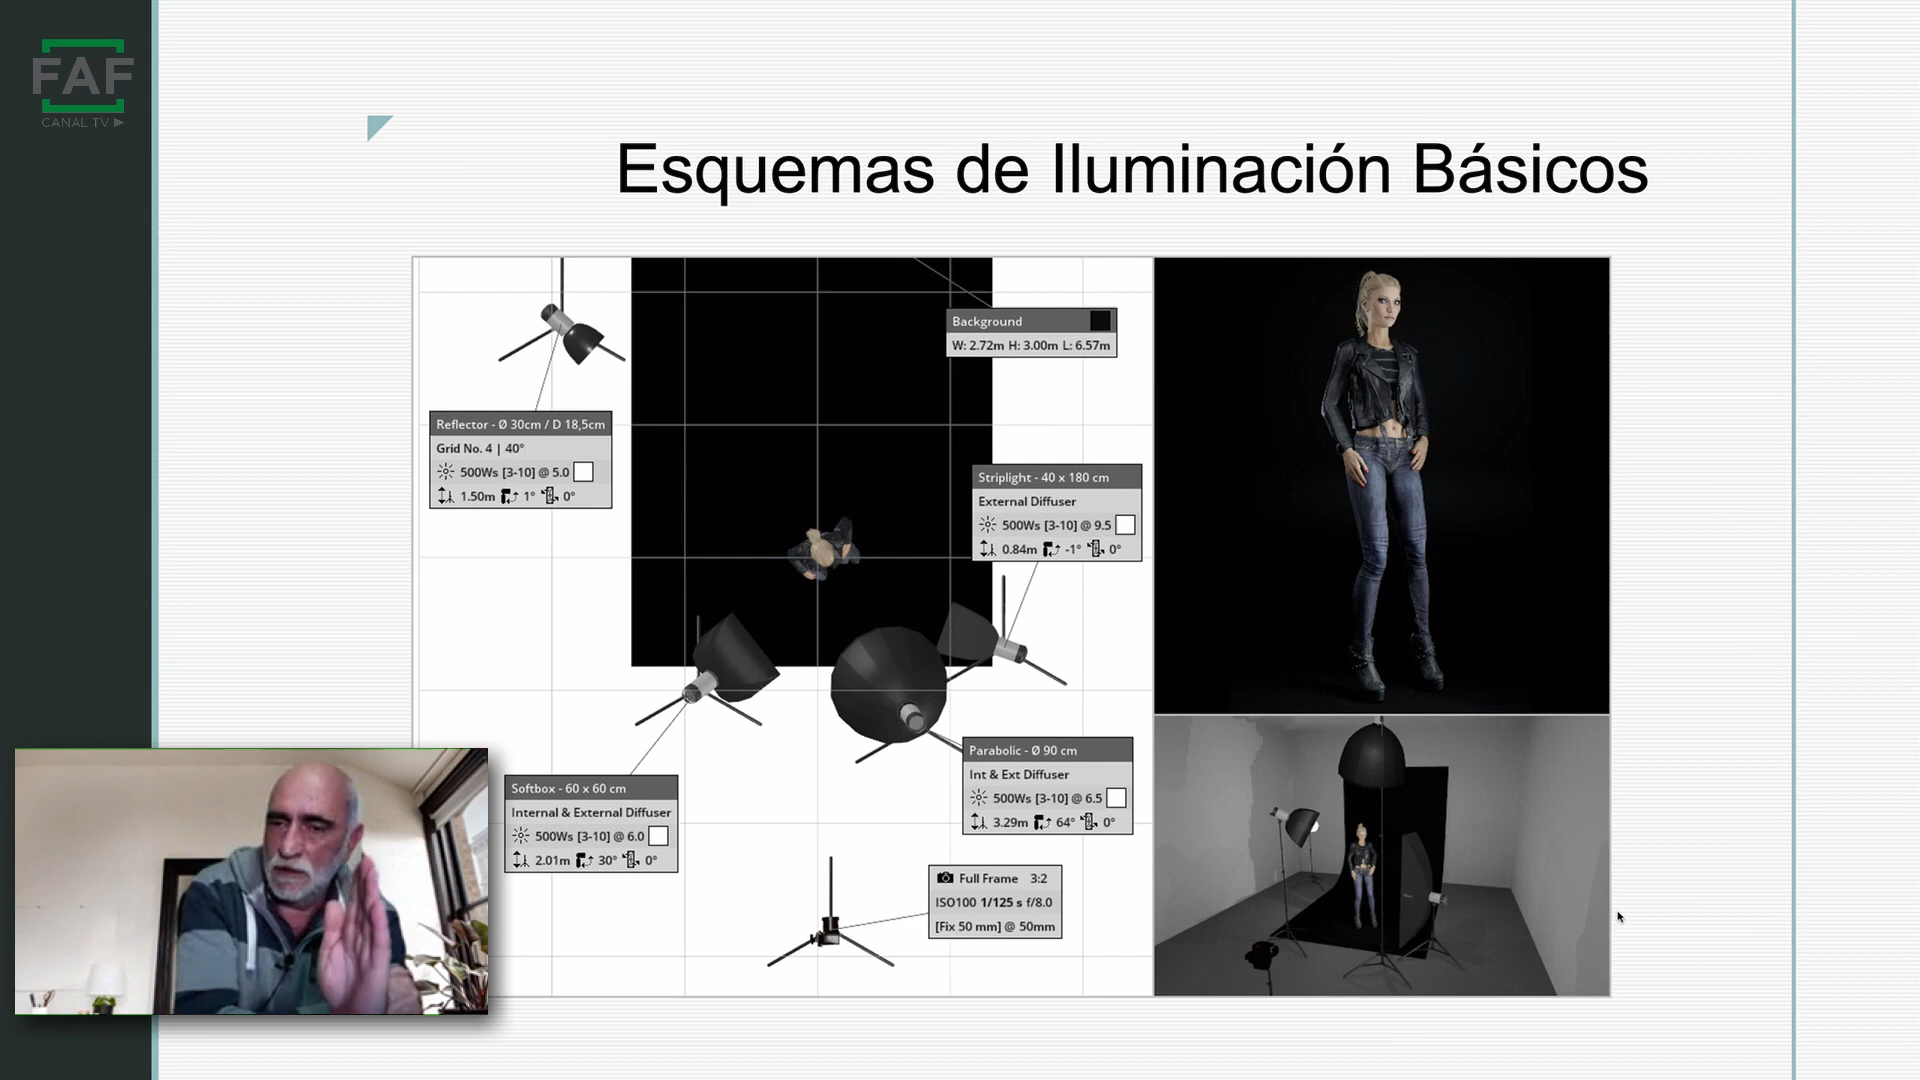 FAF
CANAL TV
Esquemas de Iluminación Básicos
Background
W: 2.72m H: 3.00m L: 6.57m
Reflector - Ø 30cm / D 18,5cm
Grid No. 4 | 40°
500Ws [3-10] @ 5.0
1.50m 1° 0°
Striplight - 40 x 180 cm
External Diffuser
500Ws [3-10] @ 9.5
0.84m -1° 0°
Parabolic - Ø 90 cm
Int & Ext Diffuser
500Ws [3-10] @ 6.5
3.29m 64° 0°
Softbox - 60 x 60 cm
Internal & External Diffuser
500Ws [3-10] @ 6.0
2.01m 30° 0°
Full Frame 3:2
ISO100 1/125 s f/8.0
[Fix 50 mm] @ 50mm